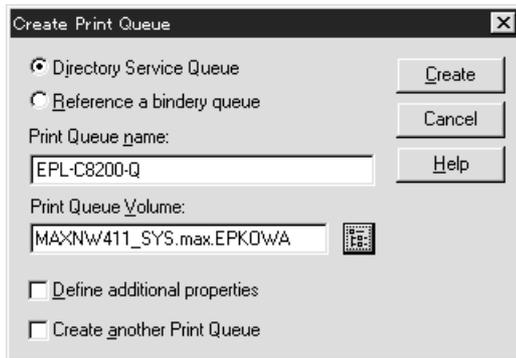 Create Print Queue
Directory Service Queue
Reference a bindery queue
Print Queue name:
EPL-C8200-Q
Print Queue Volume:
MAXNW411_SYS.max.EPKOWA
Define additional properties
Create another Print Queue
Create
Cancel
Help